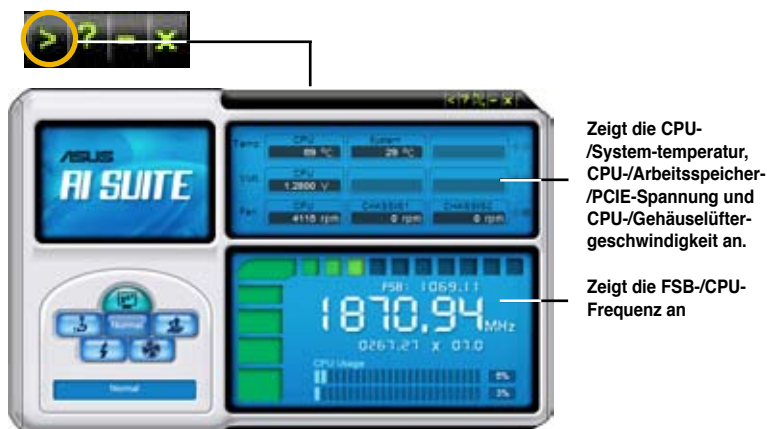 > ? - x
< ? - x
ASUS
AI SUITE
Temp.
CPU
System
69 °C
29 °C
Volt.
CPU
1.2800 V
Fan
CPU
CHASSIS1
CHASSIS2
4115 rpm
0 rpm
0 rpm
Zeigt die CPU-
/System-temperatur,
CPU-/Arbeitsspeicher-
/PCIE-Spannung und
CPU-/Gehäuselüfter-
geschwindigkeit an.
FSB: 1069.11
1870.94 MHz
0267.27 x 07.0
CPU Usage
3%
Normal
Normal
Zeigt die FSB-/CPU-
Frequenz an